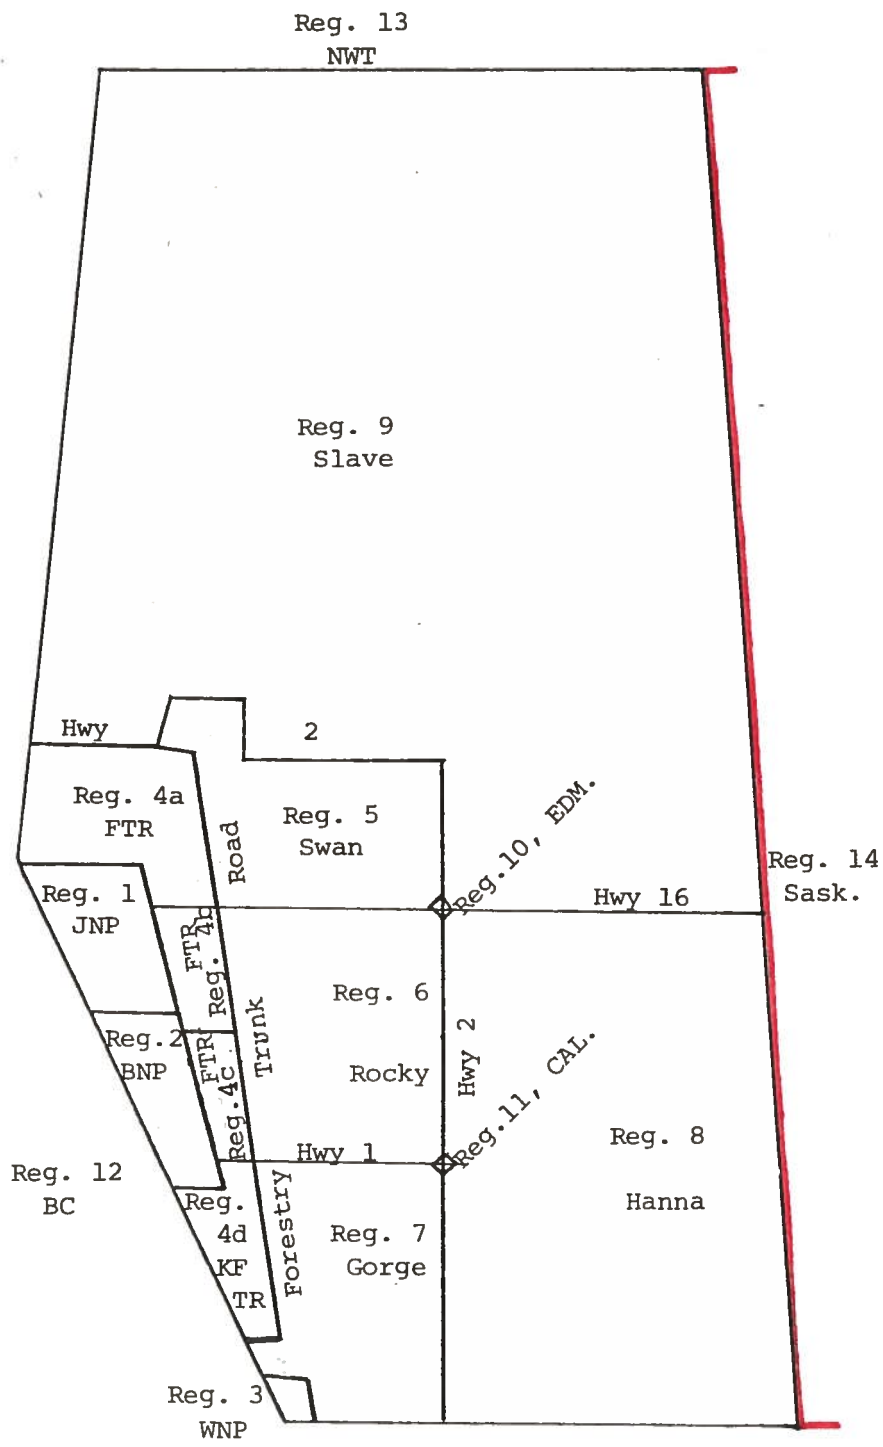 Reg. 13
NWT
Reg. 9
Slave
Hwy
2
Reg. 4a
FTR
Road
Reg. 5
Swan
Reg.10, EDM.
Reg. 14
Sask.
Reg. 1
JNP
Hwy 16
FTR
Reg. 4b
Reg. 6
Rocky
Trunk
Hwy 2
Reg.2
BNP
FTR
Reg.4c
Reg.11, CAL.
Reg. 8
Hanna
Hwy 1
Reg. 12
BC
Reg.
4d
KF
TR
Forestry
Reg. 7
Gorge
Reg. 3
WNP